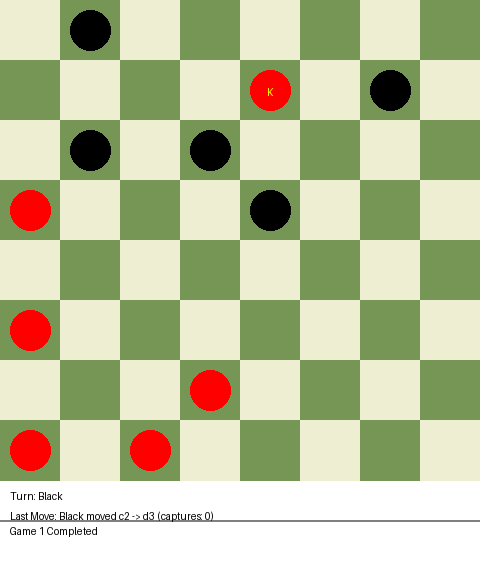 K
Turn: Black
Last Move: Black moved c2 -> d3 (captures: 0)
Game 1 Completed